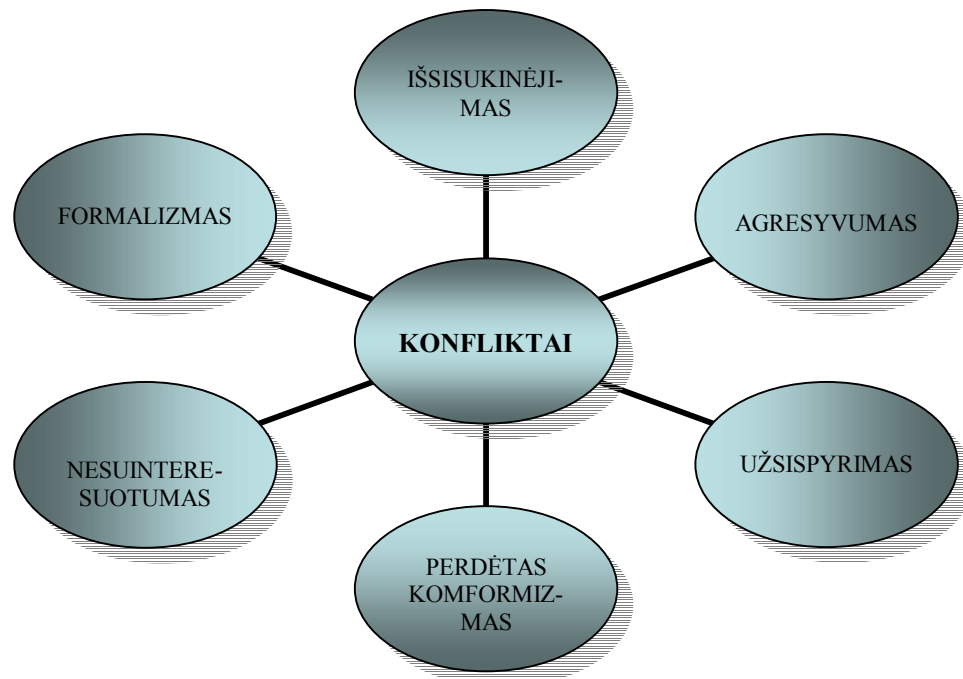 IŠSISUKINĖJI-
MAS
FORMALIZMAS
AGRESYVUMAS
KONFLIKTAI
NESUINTERE-
SUOTUMAS
UŽSISPYRIMAS
PERDĖTAS
KOMFORMIZ-
MAS